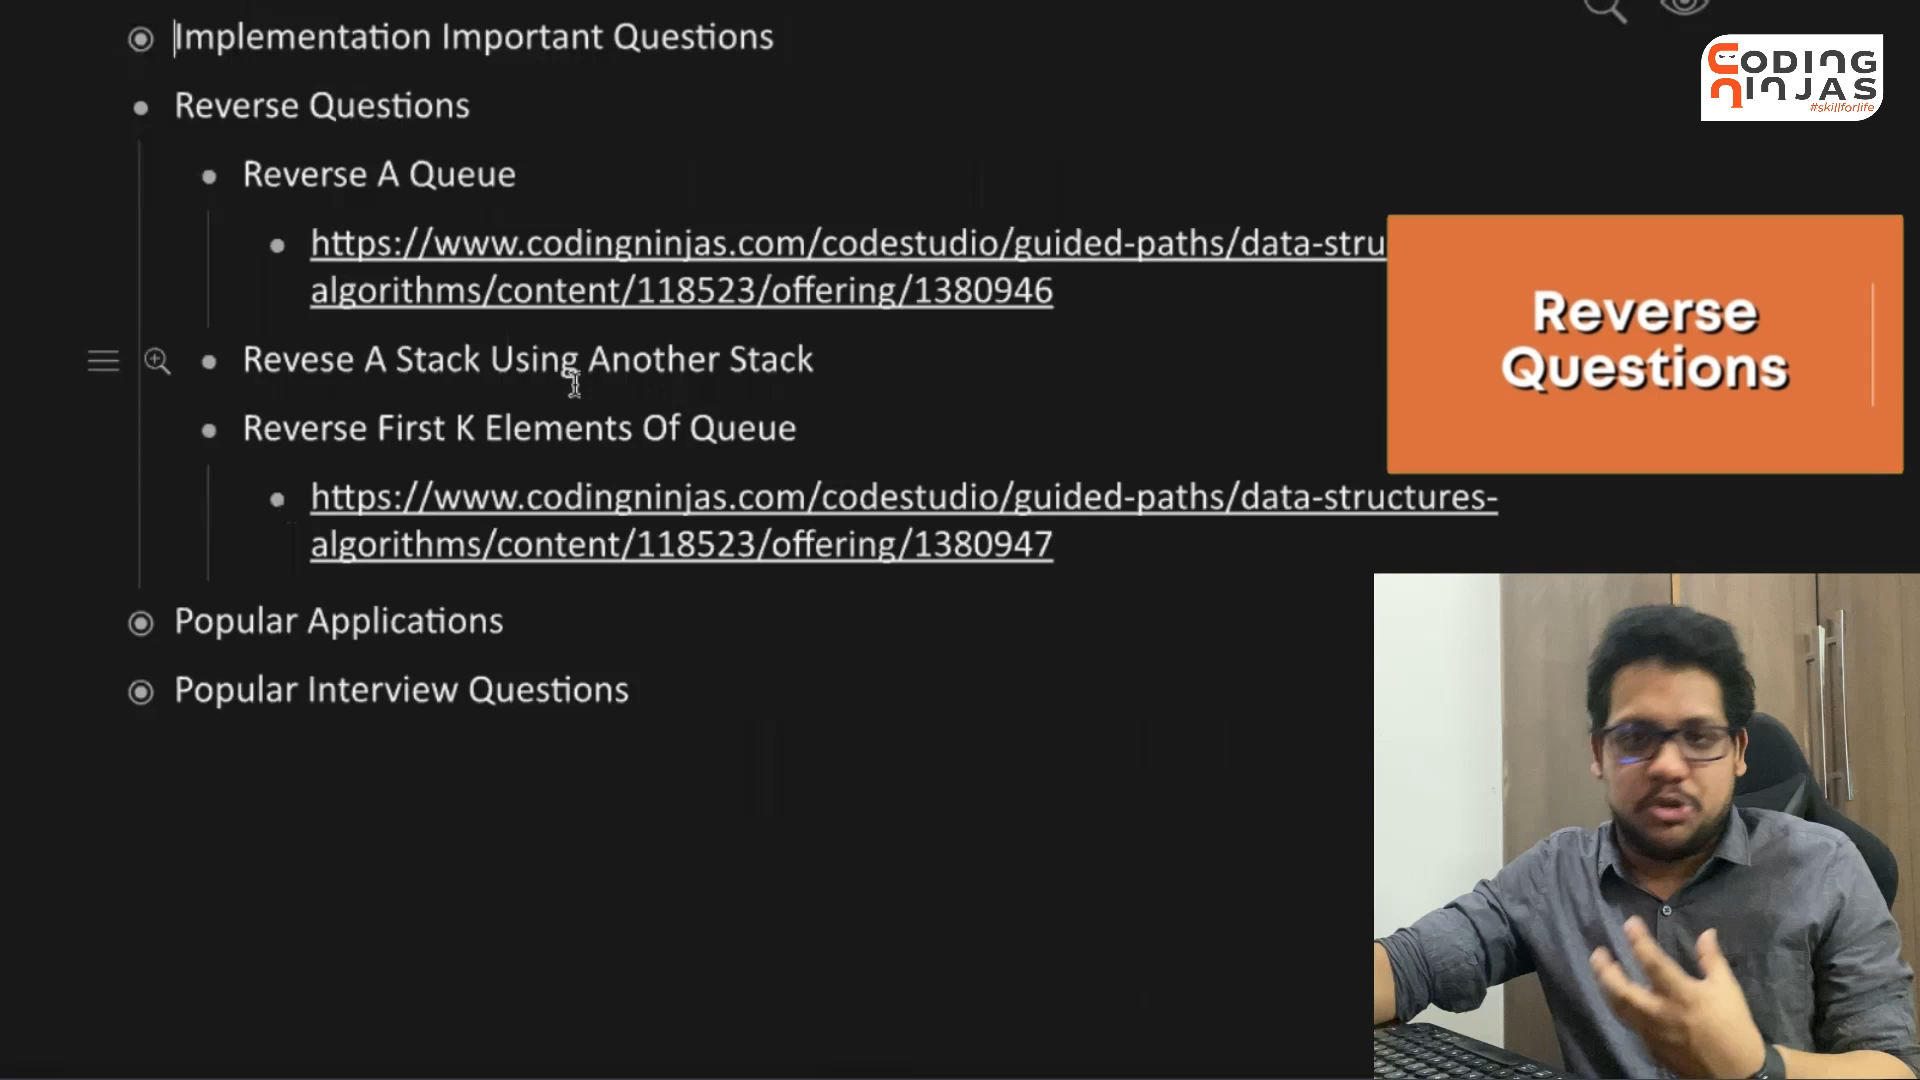 Implementation Important Questions
Reverse Questions
Reverse A Queue
https://www.codingninjas.com/codestudio/guided-paths/data-stru
algorithms/content/118523/offering/1380946
Revese A Stack Using Another Stack
Reverse First K Elements Of Queue
https://www.codingninjas.com/codestudio/guided-paths/data-structures-
algorithms/content/118523/offering/1380947
Popular Applications
Popular Interview Questions
CODING
NINJAS
#skillforlife
Reverse
Questions